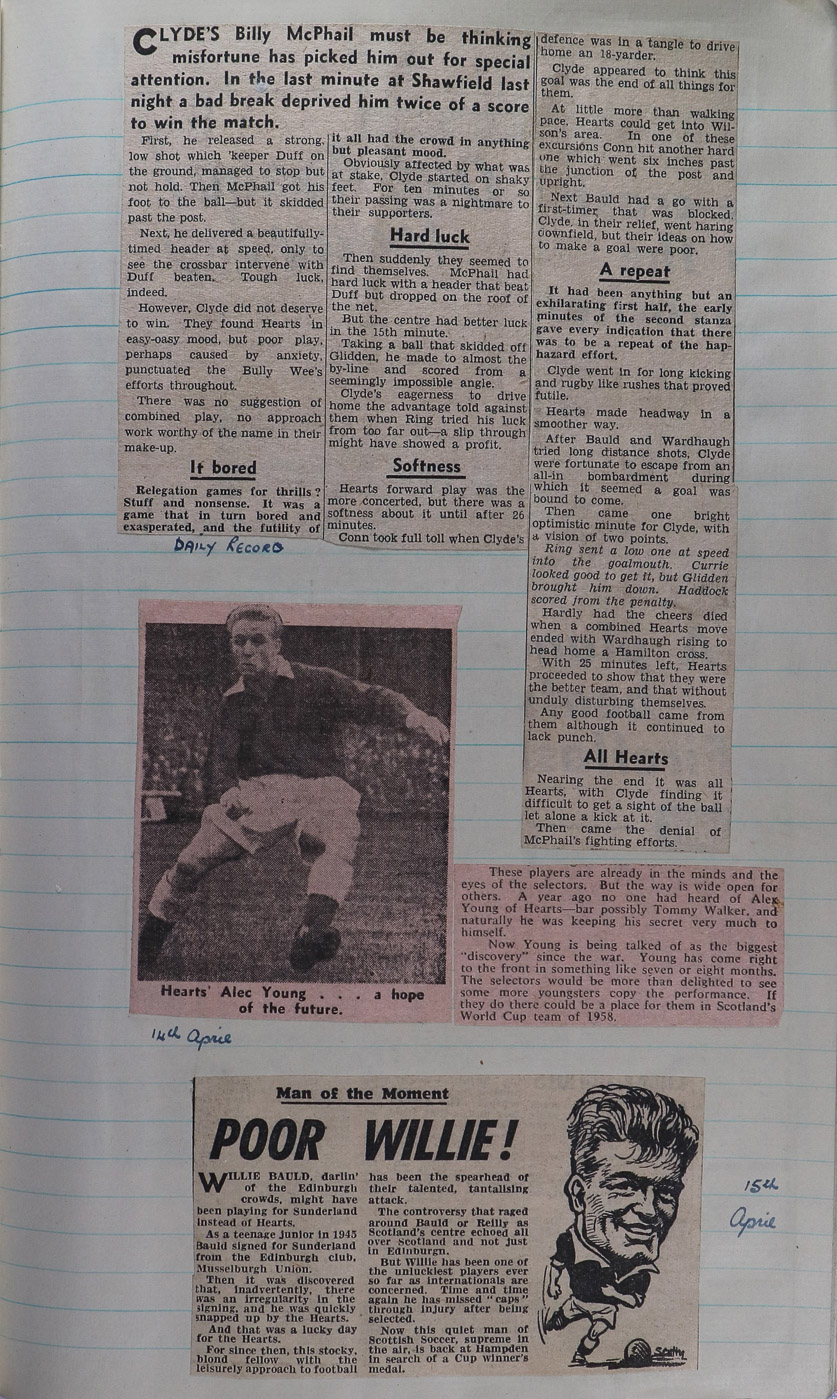 CLYDE'S Billy McPhail must be thinking
misfortune has picked him out for special
attention. In the last minute at Shawfield last
night a bad break deprived him twice of a score
to win the match.
First, he released a strong,
low shot which 'keeper Duff on
the ground, managed to stop but
not hold. Then McPhail got his
foot to the ball—but it skidded
past the post.
Next, he delivered a beautifully-
timed header at speed, only to
see the crossbar intervene with
Duff beaten. Tough luck,
indeed.
However, Clyde did not deserve
to win. They found Hearts in
easy-oasy mood, but poor play,
perhaps caused by anxiety,
punctuated the Bully Wee's
efforts throughout.
There was no suggestion of
combined play, no approach
work worthy of the name in their
make-up.
It bored
Relegation games for thrills?
Stuff and nonsense. It was a
game that in turn bored and
exasperated, and the futility of
it all had the crowd in anything
but pleasant mood.
Obviously affected by what was
at stake, Clyde started on shaky
feet. For ten minutes or so
their passing was a nightmare to
their supporters.
Hard luck
Then suddenly they seemed to
find themselves. McPhail had
hard luck with a header that beat
Duff but dropped on the roof of
the net.
But the centre had better luck
in the 15th minute.
Taking a ball that skidded off
Glidden, he made to almost the
by-line and scored from a
seemingly impossible angle.
Clyde's eagerness to drive
home the advantage told against
them when Ring tried his luck
from too far out—a slip through
might have showed a profit.
Softness
Hearts forward play was the
more concerted, but there was a
softness about it until after 26
minutes.
Conn took full toll when Clyde's
defence was in a tangle to drive
home an 18-yarder.
Clyde appeared to think this
goal was the end of all things for
them.
At little more than walking
pace, Hearts could get into Wil-
son's area. In one of these
excursions Conn hit another hard
one which went six inches past
the junction of the post and
upright.
Next Bauld had a go with a
first-timer that was blocked.
Clyde, in their relief, went haring
downfield, but their ideas on how
to make a goal were poor.
A repeat
It had been anything but an
exhilarating first half, the early
minutes of the second stanza
gave every indication that there
was to be a repeat of the hap-
hazard effort.
Clyde went in for long kicking
and rugby like rushes that proved
futile.
Hearts made headway in a
smoother way.
After Bauld and Wardhaugh
tried long distance shots, Clyde
were fortunate to escape from an
all-in bombardment during
which it seemed a goal was
bound to come.
Then came one bright
optimistic minute for Clyde, with
a vision of two points.
Ring sent a low one at speed
into the goalmouth. Currie
looked good to get it, but Glidden
brought him down. Haddock
scored from the penalty.
Hardly had the cheers died
when a combined Hearts move
ended with Wardhaugh rising to
head home a Hamilton cross.
With 25 minutes left, Hearts
proceeded to show that they were
the better team, and that without
unduly disturbing themselves.
Any good football came from
them although it continued to
lack punch.
All Hearts
Nearing the end it was all
Hearts, with Clyde finding it
difficult to get a sight of the ball
let alone a kick at it.
Then came the denial of
McPhail's fighting efforts.
DAILY RECORD
Hearts' Alec Young . . . a hope
of the future.
14th April
These players are already in the minds and the
eyes of the selectors. But the way is wide open for
others. A year ago no one had heard of Alex
Young of Hearts—bar possibly Tommy Walker, and
naturally he was keeping his secret very much to
himself.
Now Young is being talked of as the biggest
"discovery" since the war. Young has come right
to the front in something like seven or eight months.
The selectors would be more than delighted to see
some more youngsters copy the performance. If
they do there could be a place for them in Scotland's
World Cup team of 1958.
Man of the Moment
POOR WILLIE!
WILLIE BAULD, darlin'
of the Edinburgh
crowds, might have
been playing for Sunderland
instead of Hearts.
As a teenage junior in 1945
Bauld signed for Sunderland
from the Edinburgh club,
Musselburgh Union.
Then it was discovered
that, inadvertently, there
was an irregularity in the
signing, and he was quickly
snapped up by the Hearts.
And that was a lucky day
for the Hearts.
For since then, this stocky,
blond fellow with the
leisurely approach to football
has been the spearhead of
their talented, tantalising
attack.
The controversy that raged
around Bauld or Reilly as
Scotland's centre echoed all
over Scotland and not just
in Edinburgh.
But Willie has been one of
the unluckiest players ever
so far as internationals are
concerned. Time and time
again he has missed "caps"
through injury after being
selected.
Now this quiet man of
Scottish Soccer, supreme in
the air, is back at Hampden
in search of a Cup winner's
medal.
15th
April